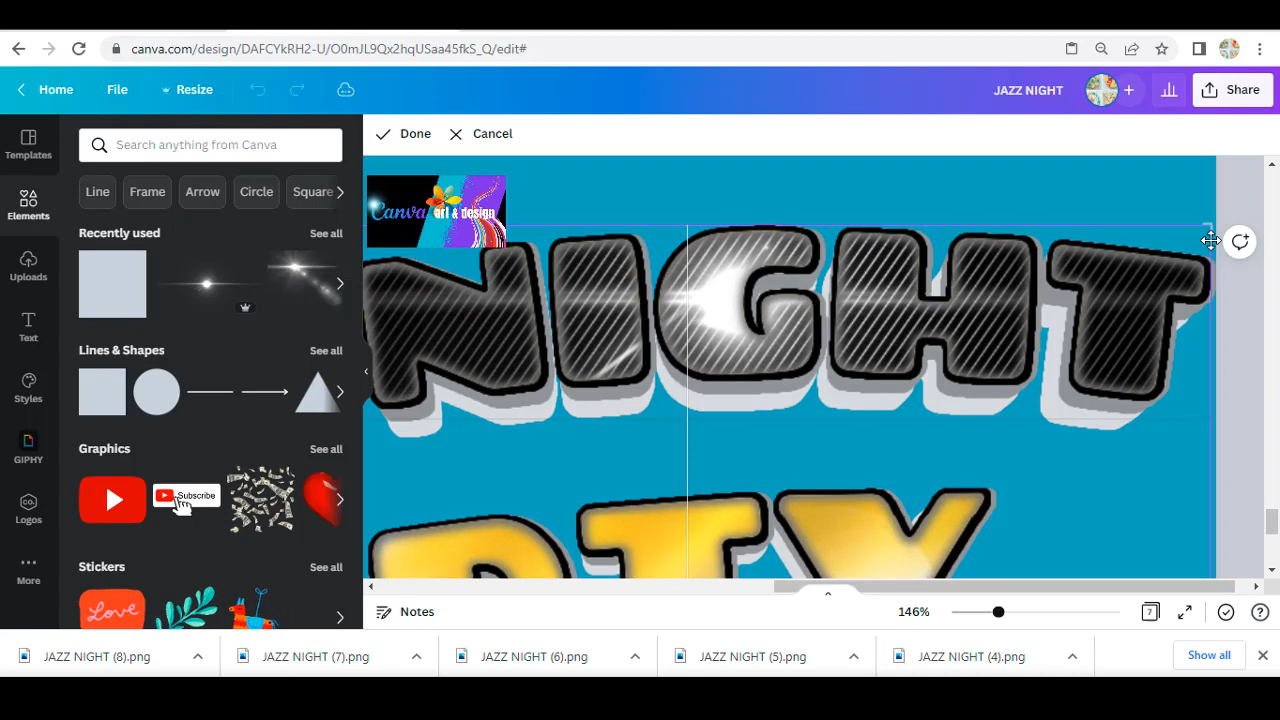 canva.com/design/DAFCYkRH2-U/O0mJL9Qx2hqUSaa45fkS_Q/edit#
Home File Resize JAZZ NIGHT Share
Templates
Elements
Uploads
Text
Styles
GIPHY
Logos
More
Search anything from Canva
Line Frame Arrow Circle Square
Recently used See all
Lines & Shapes See all
Graphics See all
Subscribe
Stickers See all
Love
Done Cancel
Canva art & design
NIGHT
RTY
Notes 146% 7
JAZZ NIGHT (8).png JAZZ NIGHT (7).png JAZZ NIGHT (6).png JAZZ NIGHT (5).png JAZZ NIGHT (4).png Show all